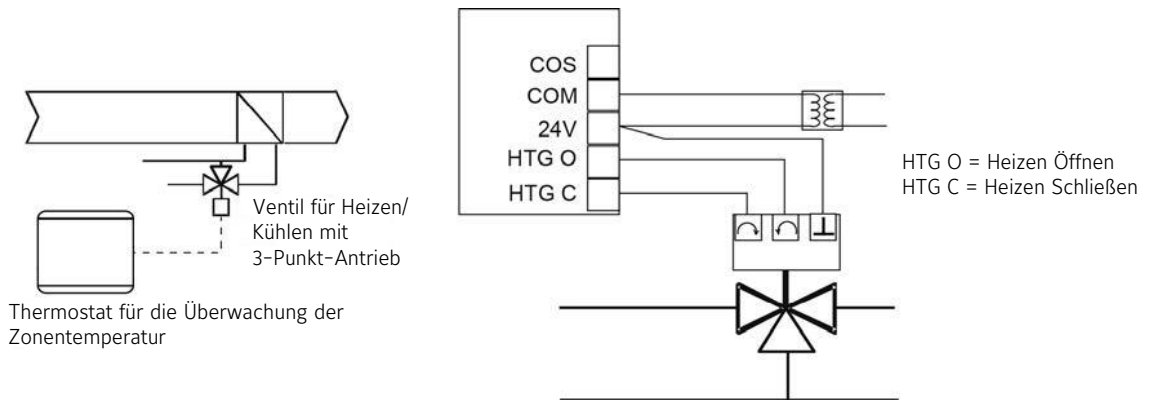 Ventil für Heizen/
Kühlen mit
3-Punkt-Antrieb
Thermostat für die Überwachung der
Zonentemperatur
COS
COM
24V
HTG O
HTG C
HTG O = Heizen Öffnen
HTG C = Heizen Schließen